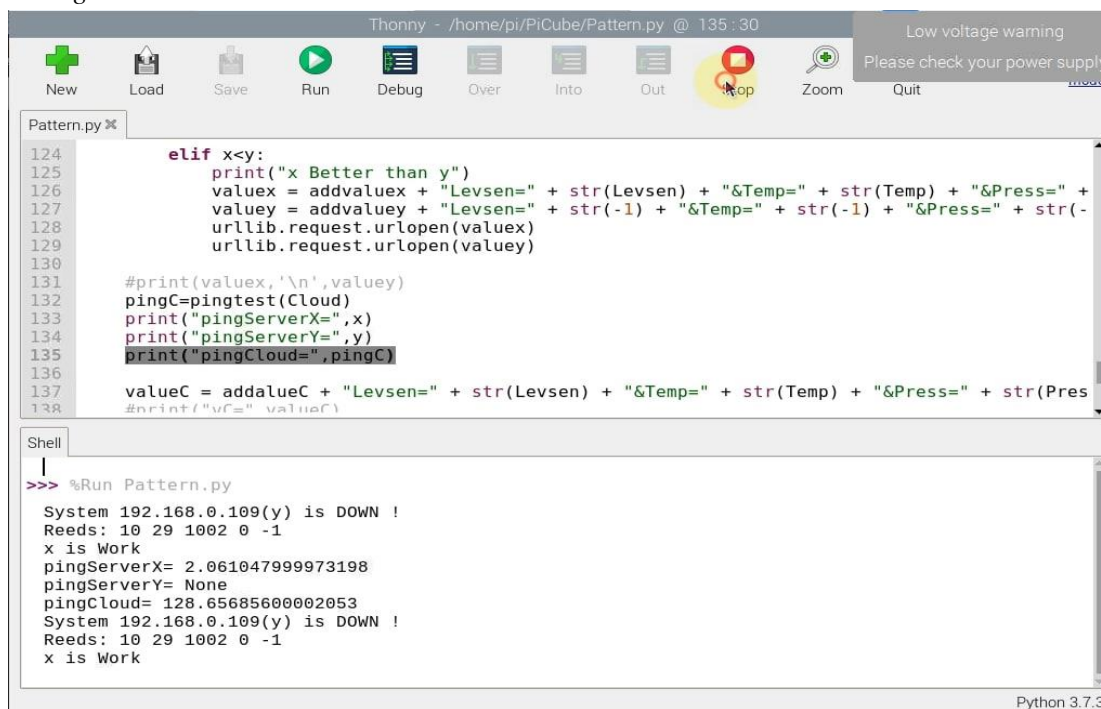 Thonny - /home/pi/PiCube/Pattern.py @ 135 : 30
Low voltage warning
Please check your power supply
New Load Save Run Debug Over Into Out Stop Zoom Quit
Pattern.py
124 elif x<y:
125 print("x Better than y")
126 valuex = addvaluex + "Levsen=" + str(Levsen) + "&Temp=" + str(Temp) + "&Press=" +
127 valuey = addvaluey + "Levsen=" + str(-1) + "&Temp=" + str(-1) + "&Press=" + str(-
128 urllib.request.urlopen(valuex)
129 urllib.request.urlopen(valuey)
130
131 #print(valuex,'\n',valuey)
132 pingC=pingtest(Cloud)
133 print("pingServerX=",x)
134 print("pingServerY=",y)
135 print("pingCloud=",pingC)
136
137 valueC = addalueC + "Levsen=" + str(Levsen) + "&Temp=" + str(Temp) + "&Press=" + str(Pres
138 #print("vC=",valueC)
Shell
>>> %Run Pattern.py
System 192.168.0.109(y) is DOWN !
Reeds: 10 29 1002 0 -1
x is Work
pingServerX= 2.061047999973198
pingServerY= None
pingCloud= 128.65685600002053
System 192.168.0.109(y) is DOWN !
Reeds: 10 29 1002 0 -1
x is Work
Python 3.7.3